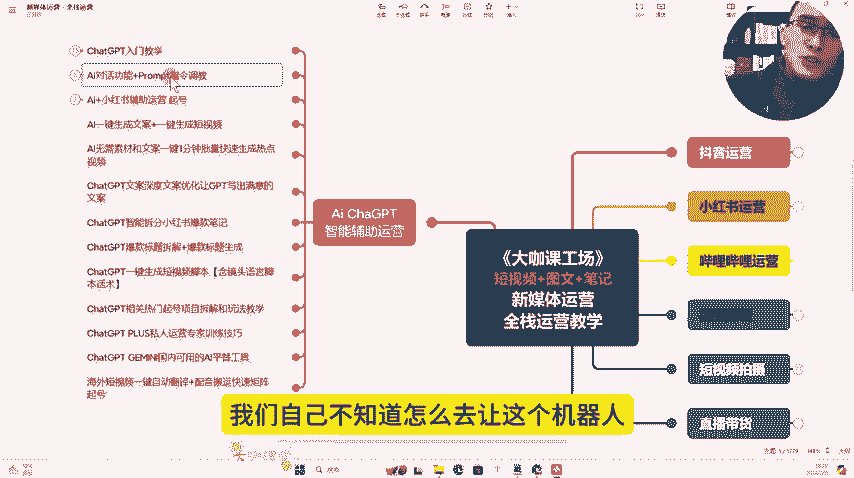 新媒体运营·全栈运营
ChatGPT入门教学
Ai对话功能+Prompt指令调教
Ai+小红书辅助运营 起号
Ai一键生成文案+一键生成短视频
AI无需素材和文案一键1分钟批量快速生成热点
视频
ChatGPT文案深度文案优化让GPT写出满意的
文案
ChatGPT智能拆分小红书爆款笔记
ChatGPT爆款标题拆解+爆款标题生成
ChatGPT一键生成短视频脚本【含镜头语言脚
本话术】
ChatGPT相关热门起号项目拆解和玩法教学
ChatGPT PLUS私人运营专家训练技巧
ChatGPT GEMINI国内可用的AI平替工具
海外短视频一键自动翻译+配音搬运快速矩阵
起号
Ai ChaGPT
智能辅助运营
《大咖课工场》
短视频+图文+笔记
新媒体运营
全栈运营教学
抖音运营
小红书运营
哔哩哔哩运营
短视频拍摄
直播带货
我们自己不知道怎么去让这个机器人